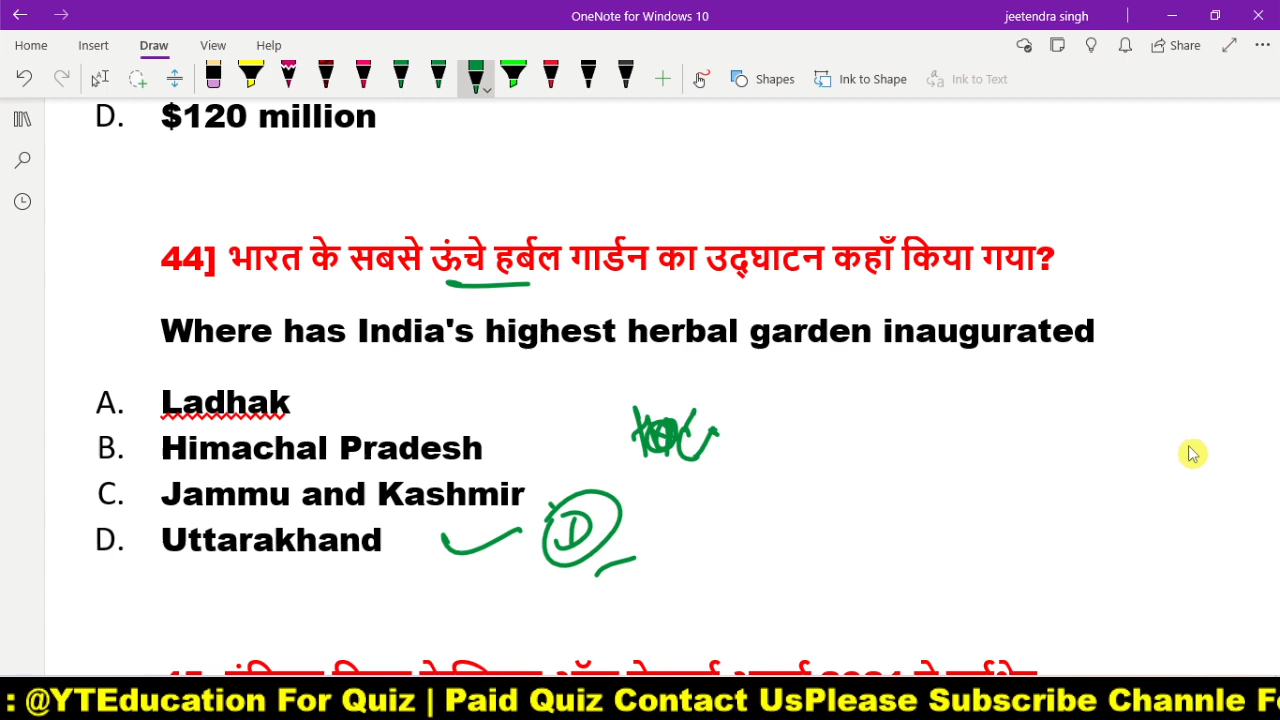 OneNote for Windows 10
jeetendra singh
Home Insert Draw View Help
Share
Shapes Ink to Shape Ink to Text
D. $120 million
44] भारत के सबसे ऊंचे हर्बल गार्डन का उद्घाटन कहाँ किया गया?
Where has India's highest herbal garden inaugurated
A. Ladhak
B. Himachal Pradesh
C. Jammu and Kashmir
D. Uttarakhand
D
: @YTEducation For Quiz | Paid Quiz Contact UsPlease Subscribe Channle F